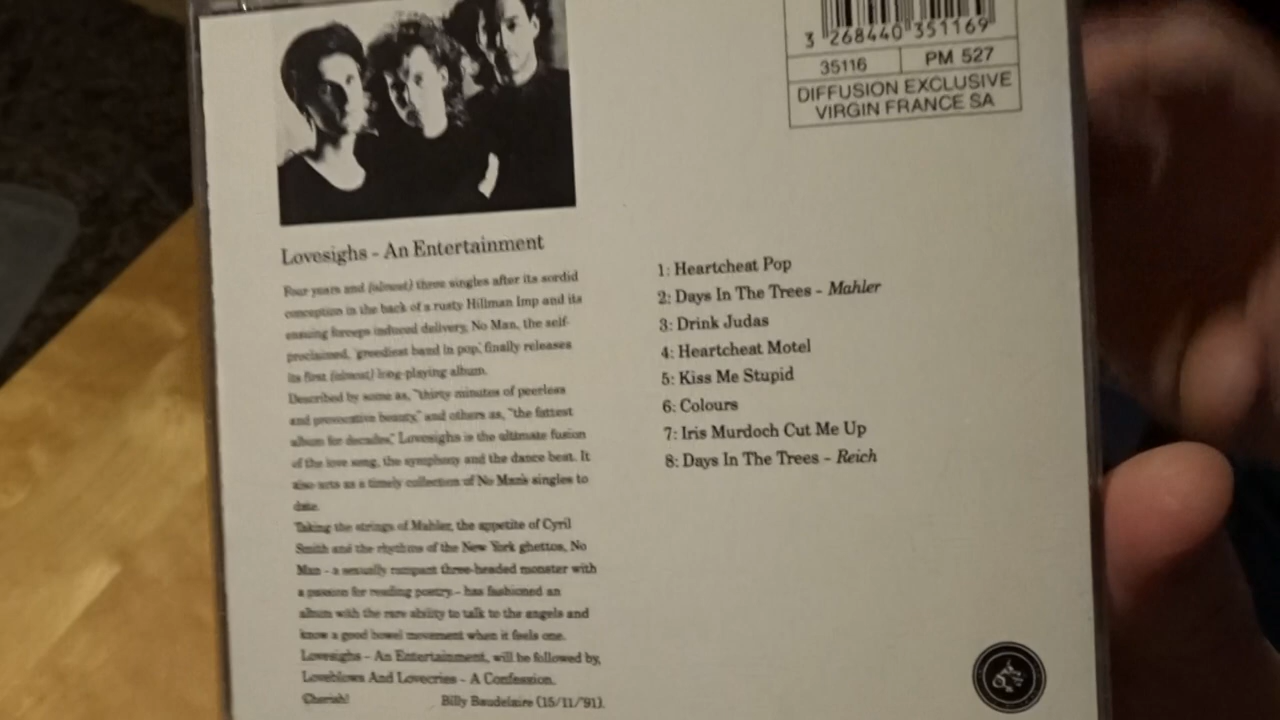 3 268440 351169
35116 PM 527
DIFFUSION EXCLUSIVE
VIRGIN FRANCE SA
Lovesighs - An Entertainment
Four years and (almost) three singles after its sordid
conception in the back of a rusty Hillman Imp and its
ensuing forceps induced delivery, No Man, the self-
proclaimed, 'greediest band in pop,' finally releases
its first (almost) long-playing album.
Described by some as, "thirty minutes of peerless
and provocative beauty," and others as, "the fattest
album for decades," Lovesighs is the ultimate fusion
of the love song, the symphony and the dance beat. It
also acts as a timely collection of No Man's singles to
date.
Taking the strings of Mahler, the appetite of Cyril
Smith and the rhythms of the New York ghettos, No
Man - a sexually rampant three-headed monster with
a passion for reading poetry - has fashioned an
album with the rare ability to talk to the angels and
know a good bowel movement when it feels one.
Lovesighs - An Entertainment, will be followed by,
Loveblows And Lovecries - A Confession.
Cherish! Billy Baudelaire (15/11/'91).
1: Heartcheat Pop
2: Days In The Trees - Mahler
3: Drink Judas
4: Heartcheat Motel
5: Kiss Me Stupid
6: Colours
7: Iris Murdoch Cut Me Up
8: Days In The Trees - Reich